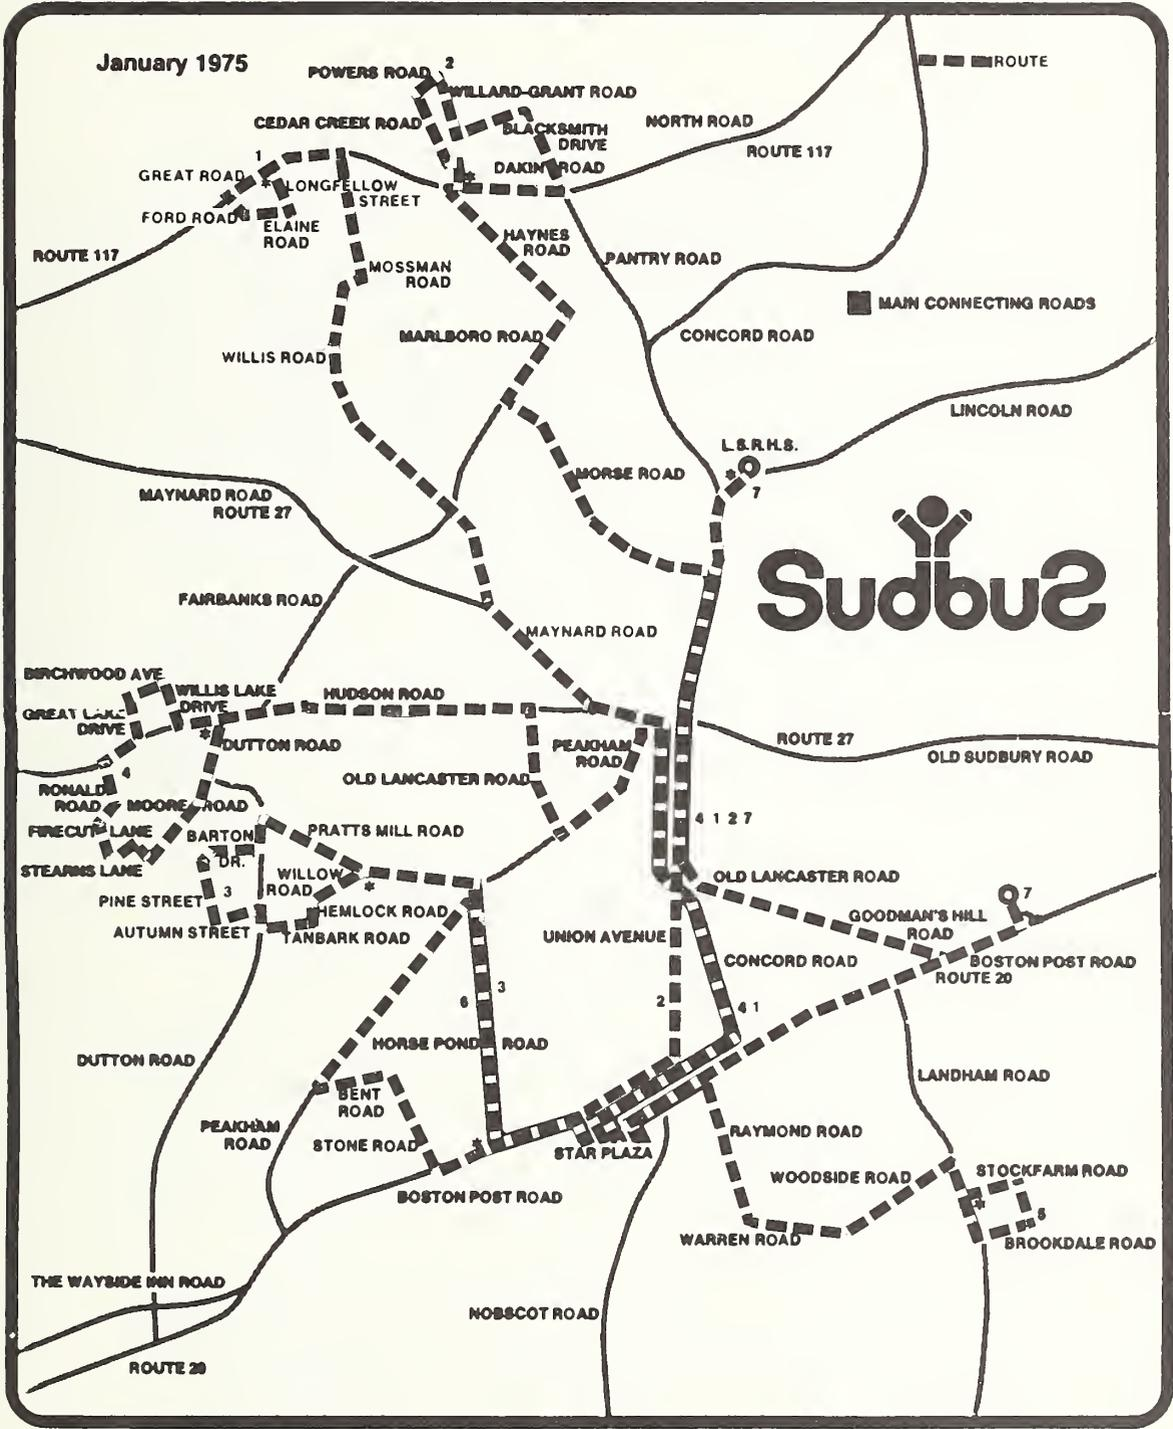 January 1975
POWERS ROAD
2
WILLARD-GRANT ROAD
ROUTE
CEDAR CREEK ROAD
BLACKSMITH
DRIVE
NORTH ROAD
ROUTE 117
1
GREAT ROAD
*
LONGFELLOW
STREET
DAKIN ROAD
*
FORD ROAD
ELAINE
ROAD
HAYNES
ROAD
ROUTE 117
MOSSMAN
ROAD
PANTRY ROAD
MAIN CONNECTING ROADS
MARLBORO ROAD
CONCORD ROAD
WILLIS ROAD
LINCOLN ROAD
L.S.R.H.S.
*
7
MORSE ROAD
MAYNARD ROAD
ROUTE 27
SudbuS
FAIRBANKS ROAD
MAYNARD ROAD
BIRCHWOOD AVE
WILLIS LAKE
DRIVE
HUDSON ROAD
GREAT LAKE
DRIVE
*
DUTTON ROAD
PEAKHAM
ROAD
ROUTE 27
OLD SUDBURY ROAD
4
OLD LANCASTER ROAD
RONALD
ROAD
MOORE ROAD
4 1 2 7
FIRECUT LANE
BARTON
DR.
PRATTS MILL ROAD
STEARNS LANE
WILLOW
ROAD
*
OLD LANCASTER ROAD
7
PINE STREET
3
HEMLOCK ROAD
GOODMAN'S HILL
ROAD
AUTUMN STREET
TANBARK ROAD
UNION AVENUE
CONCORD ROAD
BOSTON POST ROAD
ROUTE 20
6
3
2
4 1
HORSE POND ROAD
DUTTON ROAD
LANDHAM ROAD
BENT
ROAD
PEAKHAM
ROAD
STONE ROAD
*
STAR PLAZA
RAYMOND ROAD
WOODSIDE ROAD
STOCKFARM ROAD
BOSTON POST ROAD
*
5
WARREN ROAD
BROOKDALE ROAD
THE WAYSIDE INN ROAD
NOBSCOT ROAD
ROUTE 20